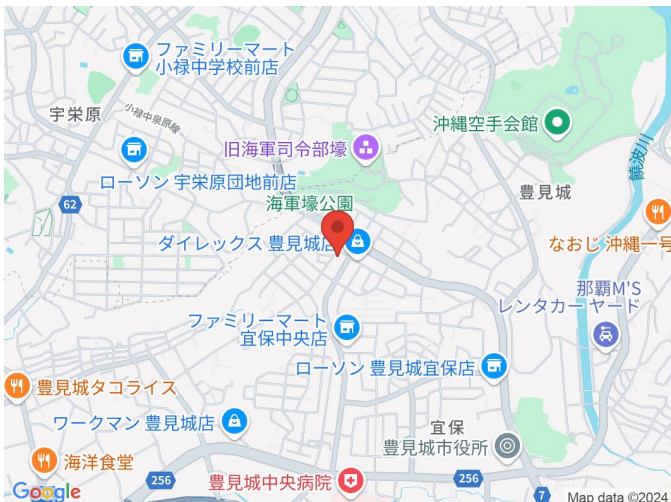 ファミリーマート
小禄中学校前店
宇栄原
小禄中泉原線
沖縄空手会館
旧海軍司令部壕
饒波川
ローソン 宇栄原団地前店
豊見城
62
海軍壕公園
ダイレックス 豊見城店
なおじ 沖縄一号
那覇M'S
レンタカー ヤード
ファミリーマート
宜保中央店
ローソン 豊見城宜保店
豊見城タコライス
ワークマン 豊見城店
宜保
豊見城市役所
海洋食堂
256
豊見城中央病院
256
7
Google
Map data ©2024